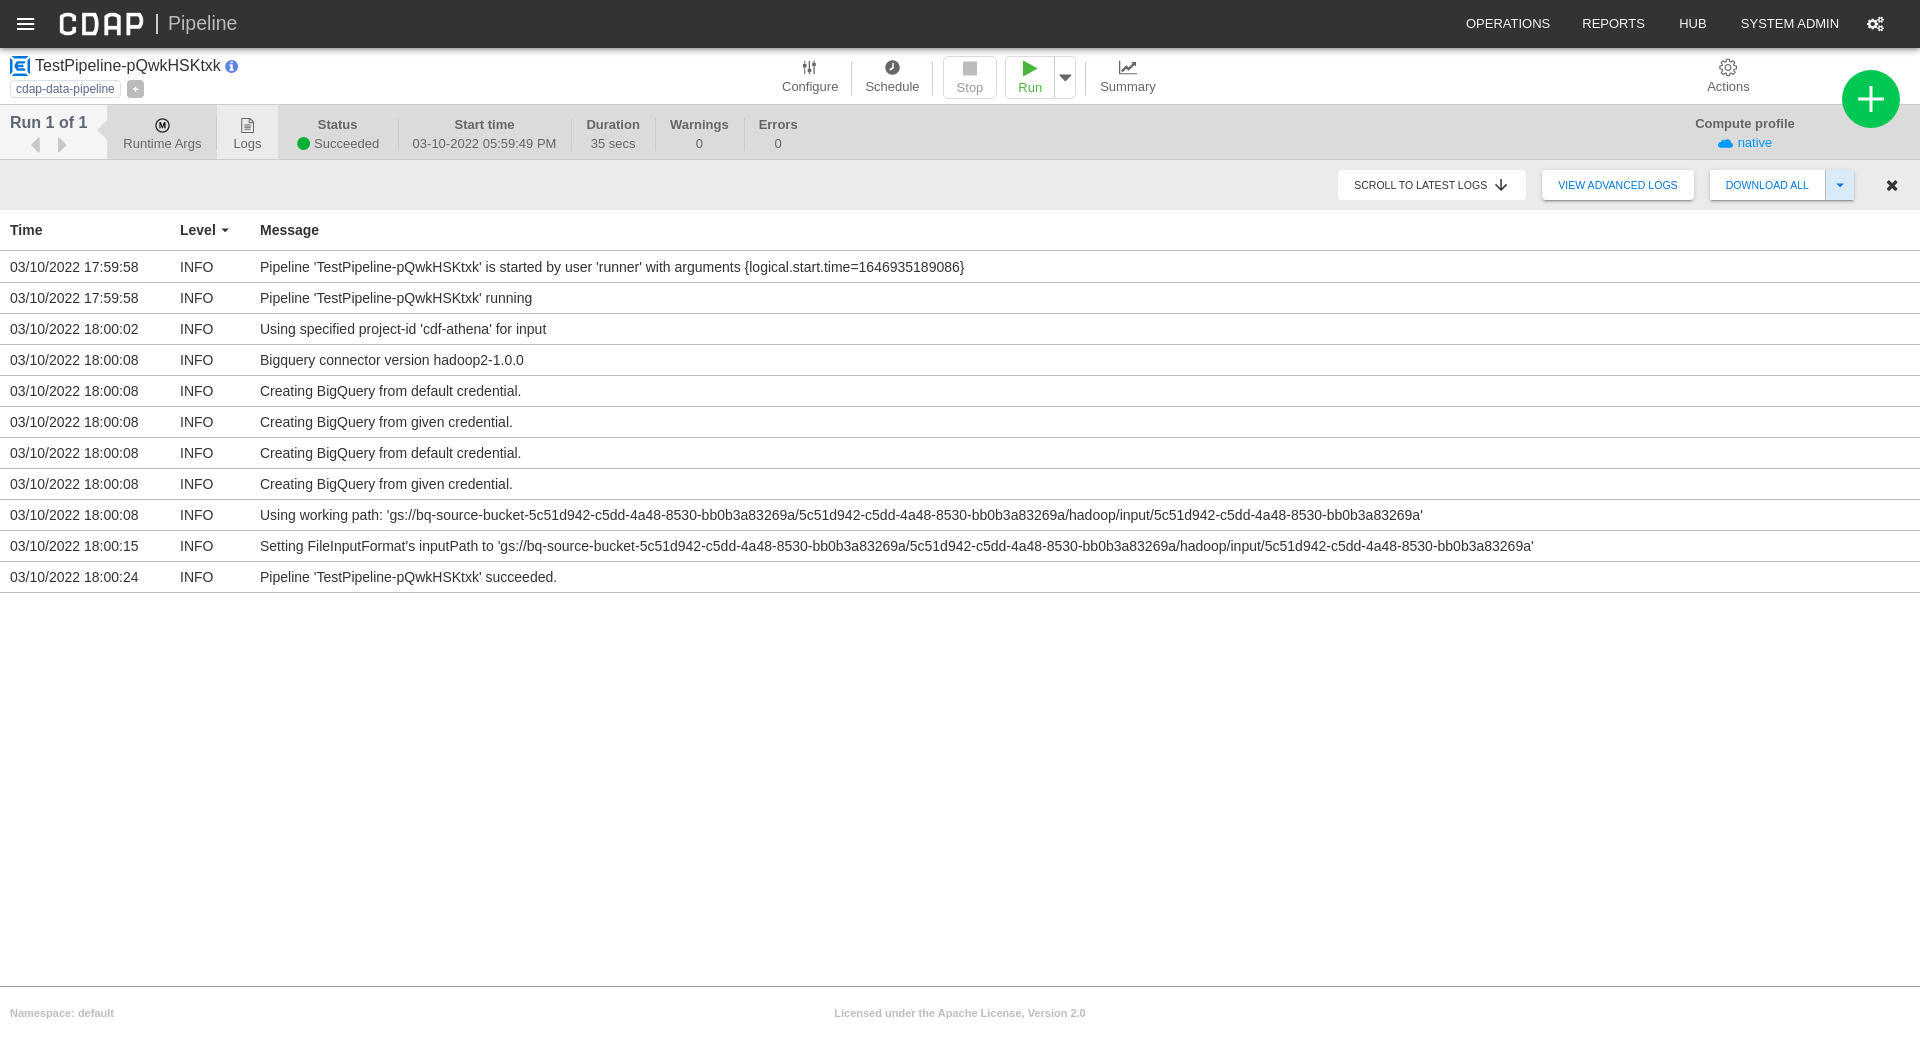 CDAP | Pipeline
OPERATIONS REPORTS HUB SYSTEM ADMIN
TestPipeline-pQwkHSKtxk
cdap-data-pipeline +
Configure Schedule Stop Run Summary Actions
Run 1 of 1
M
Runtime Args
Logs
Status
Succeeded
Start time
03-10-2022 05:59:49 PM
Duration
35 secs
Warnings
0
Errors
0
Compute profile
native
SCROLL TO LATEST LOGS VIEW ADVANCED LOGS DOWNLOAD ALL
Time Level Message
03/10/2022 17:59:58 INFO Pipeline 'TestPipeline-pQwkHSKtxk' is started by user 'runner' with arguments {logical.start.time=1646935189086}
03/10/2022 17:59:58 INFO Pipeline 'TestPipeline-pQwkHSKtxk' running
03/10/2022 18:00:02 INFO Using specified project-id 'cdf-athena' for input
03/10/2022 18:00:08 INFO Bigquery connector version hadoop2-1.0.0
03/10/2022 18:00:08 INFO Creating BigQuery from default credential.
03/10/2022 18:00:08 INFO Creating BigQuery from given credential.
03/10/2022 18:00:08 INFO Creating BigQuery from default credential.
03/10/2022 18:00:08 INFO Creating BigQuery from given credential.
03/10/2022 18:00:08 INFO Using working path: 'gs://bq-source-bucket-5c51d942-c5dd-4a48-8530-bb0b3a83269a/5c51d942-c5dd-4a48-8530-bb0b3a83269a/hadoop/input/5c51d942-c5dd-4a48-8530-bb0b3a83269a'
03/10/2022 18:00:15 INFO Setting FileInputFormat's inputPath to 'gs://bq-source-bucket-5c51d942-c5dd-4a48-8530-bb0b3a83269a/5c51d942-c5dd-4a48-8530-bb0b3a83269a/hadoop/input/5c51d942-c5dd-4a48-8530-bb0b3a83269a'
03/10/2022 18:00:24 INFO Pipeline 'TestPipeline-pQwkHSKtxk' succeeded.
Namespace: default
Licensed under the Apache License, Version 2.0